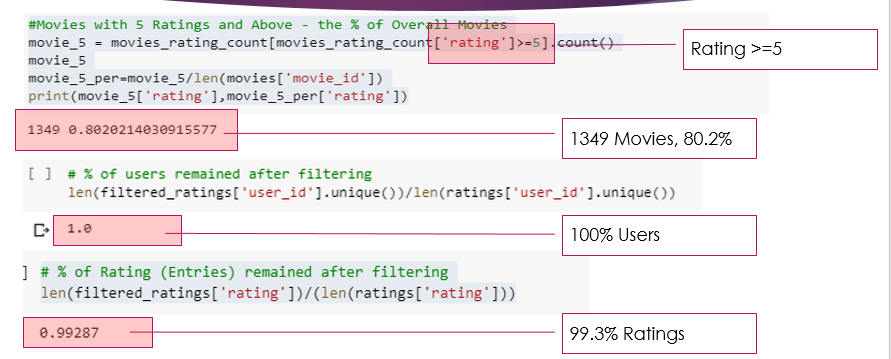 #Movies with 5 Ratings and Above - the % of Overall Movies
movie_5 = movies_rating_count[movies_rating_count['rating']>=5].count()
Rating >=5
movie_5
movie_5_per=movie_5/len(movies['movie_id'])
print(movie_5['rating'],movie_5_per['rating'])
1349 0.8020214030915577
1349 Movies, 80.2%
[ ] # % of users remained after filtering
len(filtered_ratings['user_id'].unique())/len(ratings['user_id'].unique())
1.0
100% Users
] # % of Rating (Entries) remained after filtering
len(filtered_ratings['rating'])/(len(ratings['rating']))
0.99287
99.3% Ratings